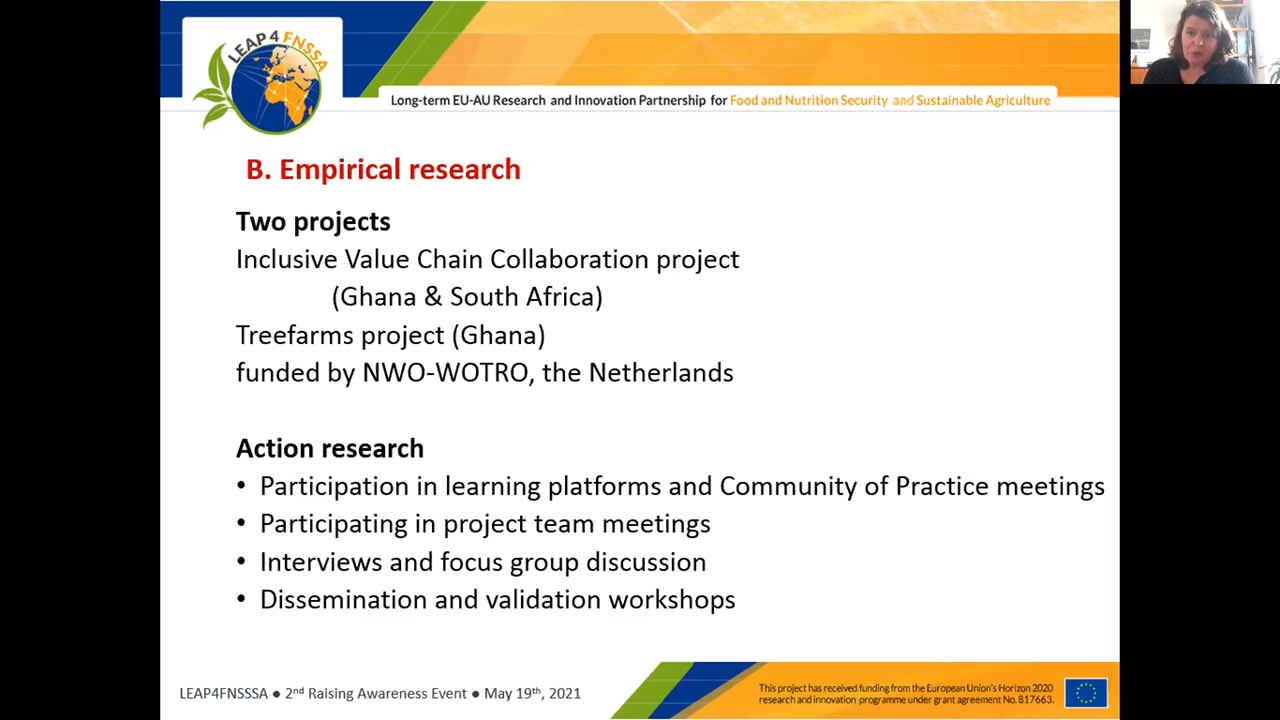 LEAP 4 FNSSA
Long-term EU-AU Research and Innovation Partnership for Food and Nutrition Security and Sustainable Agriculture
B. Empirical research
Two projects
Inclusive Value Chain Collaboration project
(Ghana & South Africa)
Treefarms project (Ghana)
funded by NWO-WOTRO, the Netherlands
Action research
• Participation in learning platforms and Community of Practice meetings
• Participating in project team meetings
• Interviews and focus group discussion
• Dissemination and validation workshops
LEAP4FNSSSA ● 2nd Raising Awareness Event ● May 19th, 2021
This project has received funding from the European Union's Horizon 2020
research and innovation programme under grant agreement No.817663.